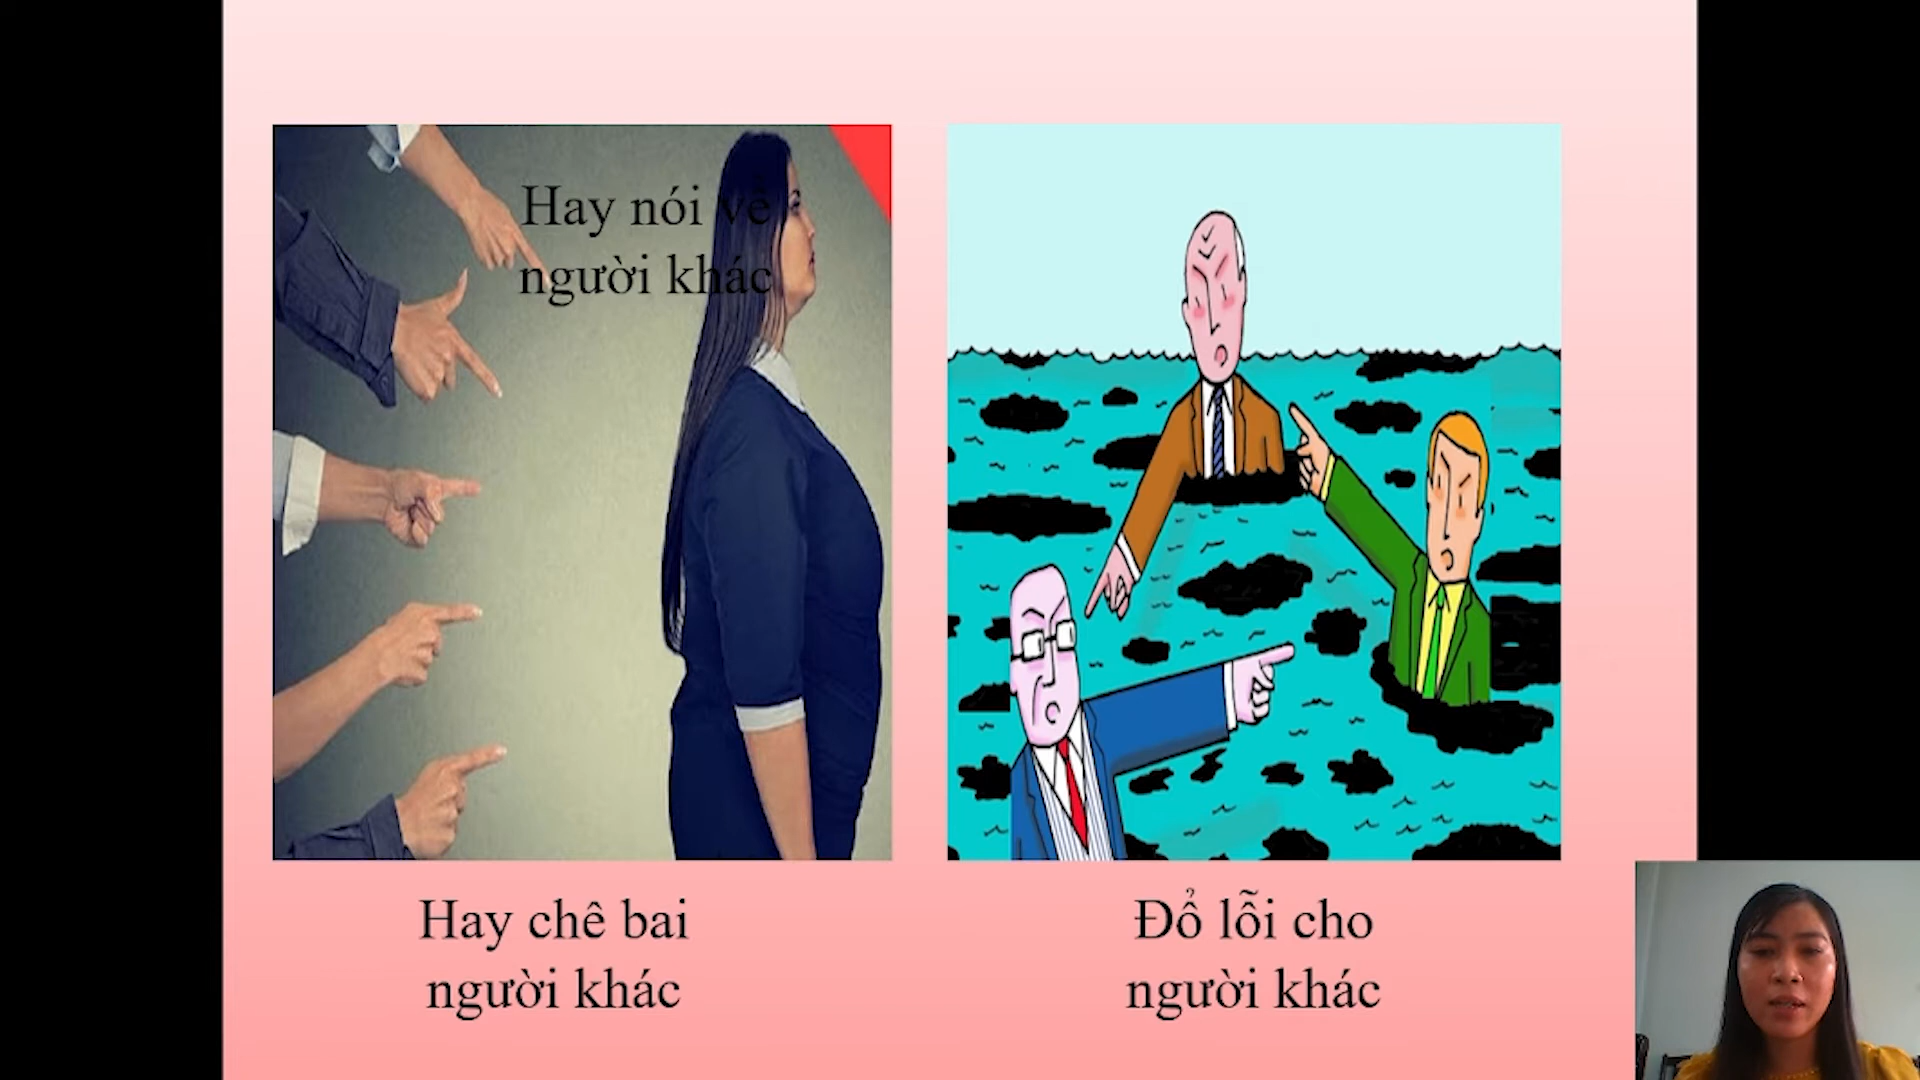 Hay nói về
người khác
Hay chê bai
người khác
Đổ lỗi cho
người khác